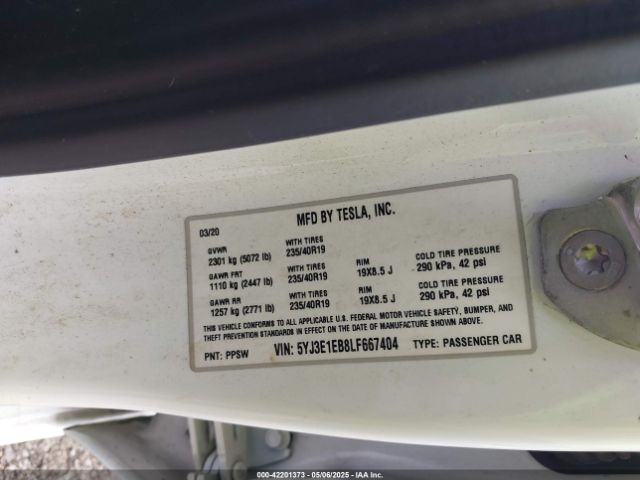 MFD BY TESLA, INC.
03/20
GVWR WITH TIRES
2301 kg (5072 lb) 235/40R19
GAWR FRT WITH TIRES RIM COLD TIRE PRESSURE
1110 kg (2447 lb) 235/40R19 19X8.5 J 290 kPa, 42 psi
GAWR RR WITH TIRES RIM COLD TIRE PRESSURE
1257 kg (2771 lb) 235/40R19 19X8.5 J 290 kPa, 42 psi
THIS VEHICLE CONFORMS TO ALL APPLICABLE U.S. FEDERAL MOTOR VEHICLE SAFETY, BUMPER, AND
THEFT PREVENTION STANDARDS IN EFFECT ON THE DATE OF MANUFACTURE SHOWN ABOVE.
PNT: PPSW VIN: 5YJ3E1EB8LF667404 TYPE: PASSENGER CAR
000-42201373 - 05/06/2025 - IAA, Inc.